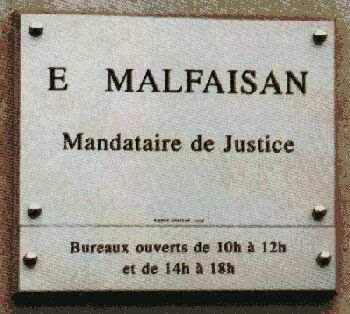 E MALFAISAN
Mandataire de Justice
Bureaux ouverts de 10h à 12h
et de 14h à 18h